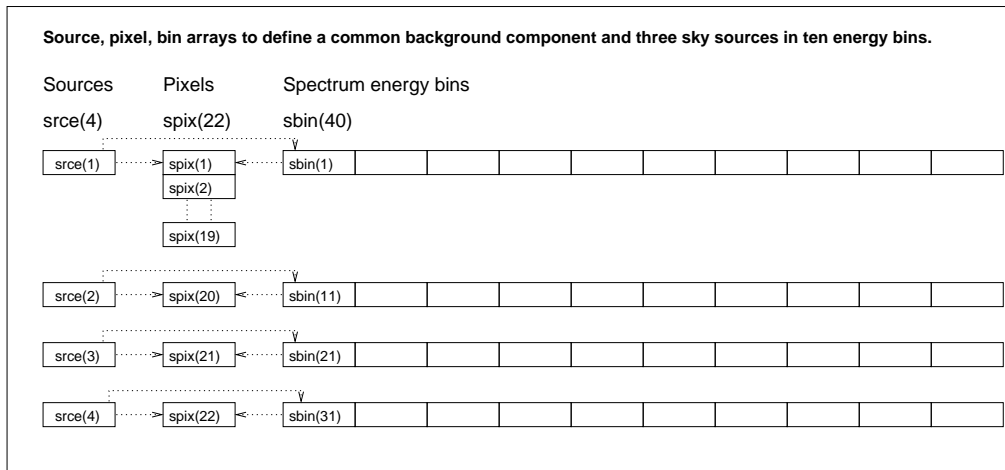 Source, pixel, bin arrays to define a common background component and three sky sources in ten energy bins.
Sources Pixels Spectrum energy bins
srce(4) spix(22) sbin(40)
srce(1) spix(1) sbin(1)
spix(2)
spix(19)
srce(2) spix(20) sbin(11)
srce(3) spix(21) sbin(21)
srce(4) spix(22) sbin(31)